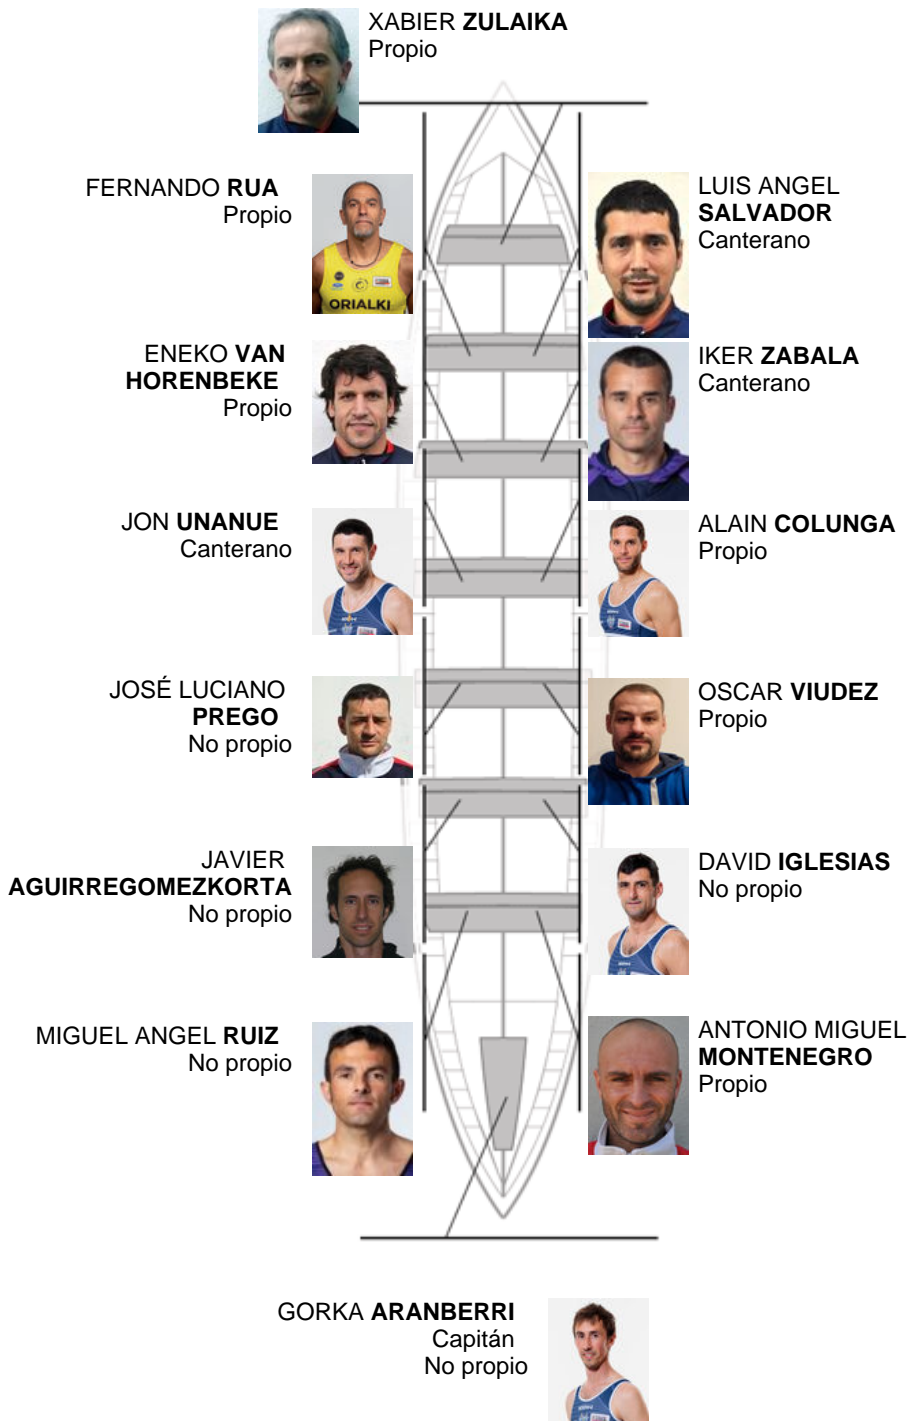 XABIER ZULAIKA
Propio
FERNANDO RUA
Propio
LUIS ANGEL
SALVADOR
Canterano
ORIALKI
ENEKO VAN
HORENBEKE
Propio
IKER ZABALA
Canterano
JON UNANUE
Canterano
ALAIN COLUNGA
Propio
JOSÉ LUCIANO
PREGO
No propio
OSCAR VIUDEZ
Propio
JAVIER
AGUIRREGOMEZKORTA
No propio
DAVID IGLESIAS
No propio
MIGUEL ANGEL RUIZ
No propio
ANTONIO MIGUEL
MONTENEGRO
Propio
GORKA ARANBERRI
Capitán
No propio